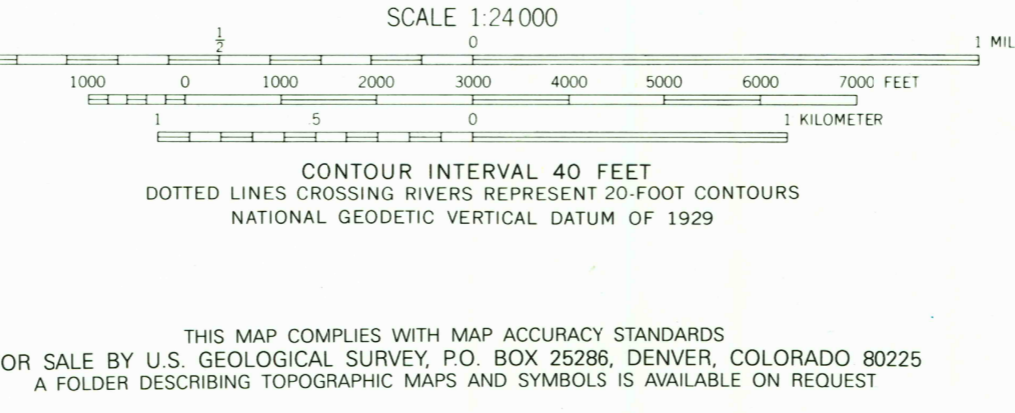 SCALE 1:24 000
1/2 0 1 MIL
1000 0 1000 2000 3000 4000 5000 6000 7000 FEET
1 .5 0 1 KILOMETER
CONTOUR INTERVAL 40 FEET
DOTTED LINES CROSSING RIVERS REPRESENT 20-FOOT CONTOURS
NATIONAL GEODETIC VERTICAL DATUM OF 1929
THIS MAP COMPLIES WITH MAP ACCURACY STANDARDS
OR SALE BY U.S. GEOLOGICAL SURVEY, P.O. BOX 25286, DENVER, COLORADO 80225
A FOLDER DESCRIBING TOPOGRAPHIC MAPS AND SYMBOLS IS AVAILABLE ON REQUEST